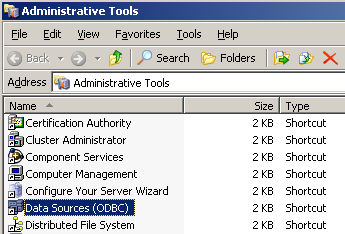 Administrative Tools
File Edit View Favorites Tools Help
Back Search Folders
Address Administrative Tools
Name Size Type
Certification Authority 2 KB Shortcut
Cluster Administrator 2 KB Shortcut
Component Services 2 KB Shortcut
Computer Management 2 KB Shortcut
Configure Your Server Wizard 2 KB Shortcut
Data Sources (ODBC) 2 KB Shortcut
Distributed File System 2 KB Shortcut